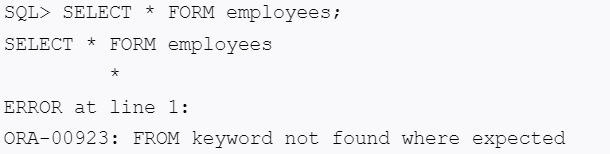 SQL> SELECT * FORM employees;
SELECT * FORM employees
         *
ERROR at line 1:
ORA-00923: FROM keyword not found where expected